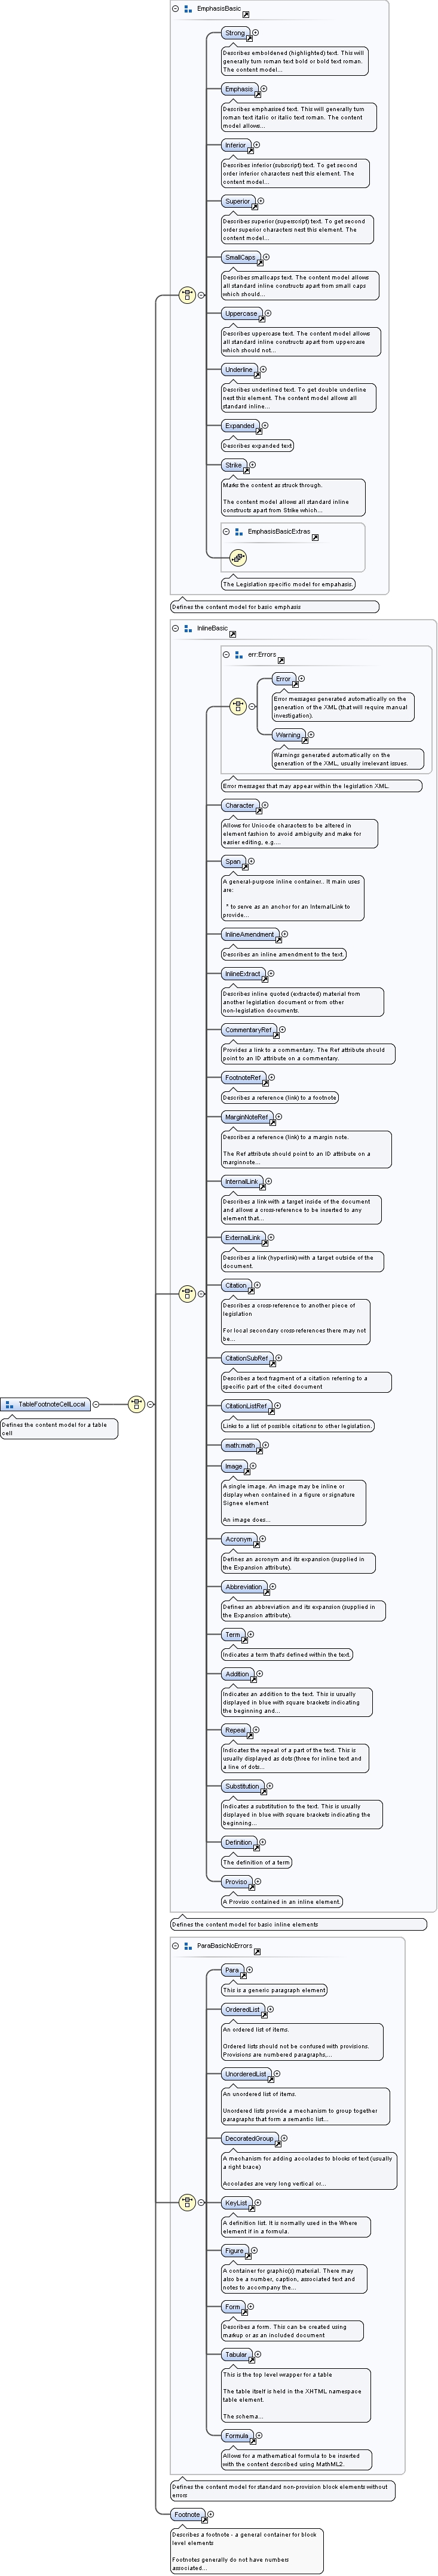 EmphasisBasic
Strong
Describes emboldened (highlighted) text. This will
generally turn roman text bold or bold text roman.
The content model...
Emphasis
Describes emphasised text. This will generally turn
roman text italic or italic text roman. The content
model allows...
Inferior
Describes inferior (subscript) text. To get second
order inferior characters nest this element. The
content model...
Superior
Describes superior (superscript) text. To get second
order superior characters nest this element. The
content model...
SmallCaps
Describes smallcaps text. The content model allows
all standard inline constructs apart from small caps
which should...
Uppercase
Describes uppercase text. The content model allows
all standard inline constructs apart from uppercase
which should not...
Underline
Describes underlined text. To get double underline
nest this element. The content model allows all
standard inline...
Expanded
Describes expanded text
Strike
Marks the content as struck through.
The content model allows all standard inline
constructs apart from Strike which...
EmphasisBasicExtras
The Legislation specific model for empahasis.
Defines the content model for basic emphasis
InlineBasic
err:Errors
Error
Error messages generated automatically on the
generation of the XML (that will require manual
investigation).
Warning
Warnings generated automatically on the
generation of the XML, usually irrelevant issues.
Error messages that may appear within the legislation XML.
Character
Allows for Unicode characters to be altered in
element fashion to avoid ambiguity and make for
easier editing, e.g....
Span
A general-purpose inline container.. It main uses
are:
* to serve as an anchor for an InternalLink to
provide...
InlineAmendment
Describes an inline amendment to the text.
InlineExtract
Describes inline quoted (extracted) material from
another legislation document or from other
non-legislation documents.
CommentaryRef
Provides a link to a commentary. The Ref attribute should
point to an ID attribute on a commentary.
FootnoteRef
Describes a reference (link) to a footnote
MarginNoteRef
Describes a reference (link) to a margin note.
The Ref attribute should point to an ID attribute on a
marginnote...
InternalLink
Describes a link with a target inside of the document
and allows a cross-reference to be inserted to any
element that...
ExternalLink
Describes a link (hyperlink) with a target outside of the
document.
Citation
Describes a cross-reference to another piece of
legislation
For local secondary cross-references there may not
be...
CitationSubRef
Describes a text fragment of a citation referring to a
specific part of the cited document
CitationListRef
Links to a list of possible citations to other legislation.
TableFootnoteCellLocal
Defines the content model for a table
cell
math:math
Image
A single image. An image may be inline or
display when contained in a figure or signature
Signee element
An image does...
Acronym
Defines an acronym and its expansion (supplied in
the Expansion attribute).
Abbreviation
Defines an abbreviation and its expansion (supplied in
the Expansion attribute).
Term
Indicates a term that's defined within the text.
Addition
Indicates an addition to the text. This is usually
displayed in blue with square brackets indicating
the beginning and...
Repeal
Indicates the repeal of a part of the text. This is
usually displayed as dots (three for inline text and
a line of dots...
Substitution
Indicates a substitution to the text. This is usually
displayed in blue with square brackets indicating the
beginning...
Definition
The definition of a term
Proviso
A Proviso contained in an inline element.
Defines the content model for basic inline elements
ParaBasicNoErrors
Para
This is a generic paragraph element
OrderedList
An ordered list of items.
Ordered lists should not be confused with provisions.
Provisions are numbered paragraphs,...
UnorderedList
An unordered list of items.
Unordered lists provide a mechanism to group together
paragraphs that form a semantic list...
DecoratedGroup
A mechanism for adding accolades to blocks of text (usually
a right brace)
Accolades are very long vertical or...
KeyList
A definition list. It is normally used in the Where
element if in a formula.
Figure
A container for graphic(s) material. There may
also be a number, caption, associated text and
notes to accompany the...
Form
Describes a form. This can be created using
markup or as an included document
Tabular
This is the top level wrapper for a table
The table itself is held in the XHTML namespace
table element.
The schema...
Formula
Allows for a mathematical formula to be inserted
with the content described using MathML2.
Defines the content model for standard non-provision block elements without
errors
Footnote
Describes a footnote - a general container for block
level elements
Footnotes generally do not have numbers
associated...